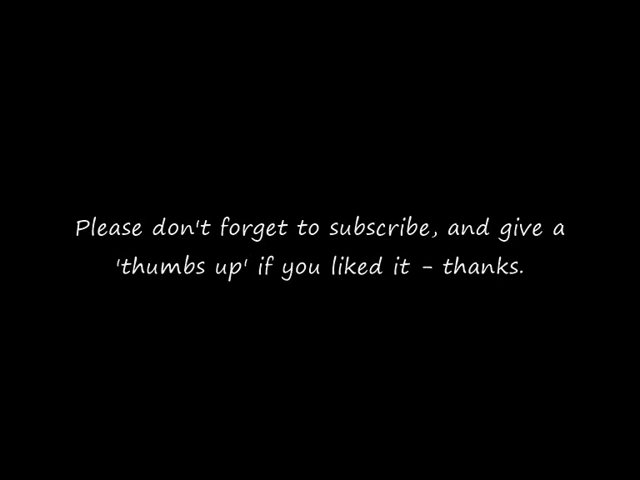 Please don't forget to subscribe, and give a
'thumbs up' if you liked it - thanks.